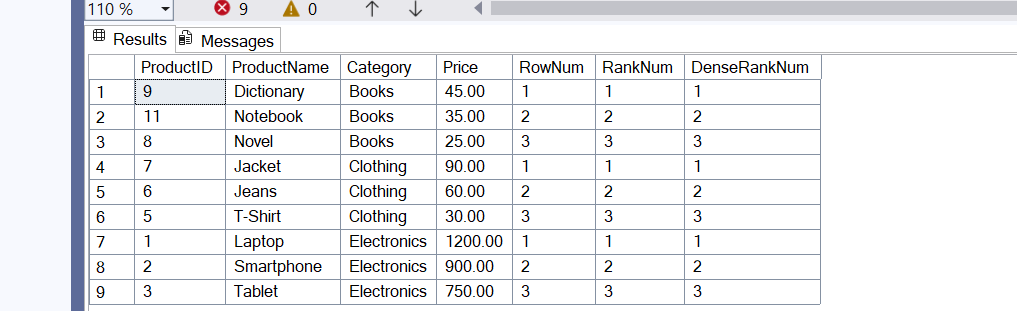 110 % 9 0
Results Messages
ProductID ProductName Category Price RowNum RankNum DenseRankNum
1 9 Dictionary Books 45.00 1 1 1
2 11 Notebook Books 35.00 2 2 2
3 8 Novel Books 25.00 3 3 3
4 7 Jacket Clothing 90.00 1 1 1
5 6 Jeans Clothing 60.00 2 2 2
6 5 T-Shirt Clothing 30.00 3 3 3
7 1 Laptop Electronics 1200.00 1 1 1
8 2 Smartphone Electronics 900.00 2 2 2
9 3 Tablet Electronics 750.00 3 3 3